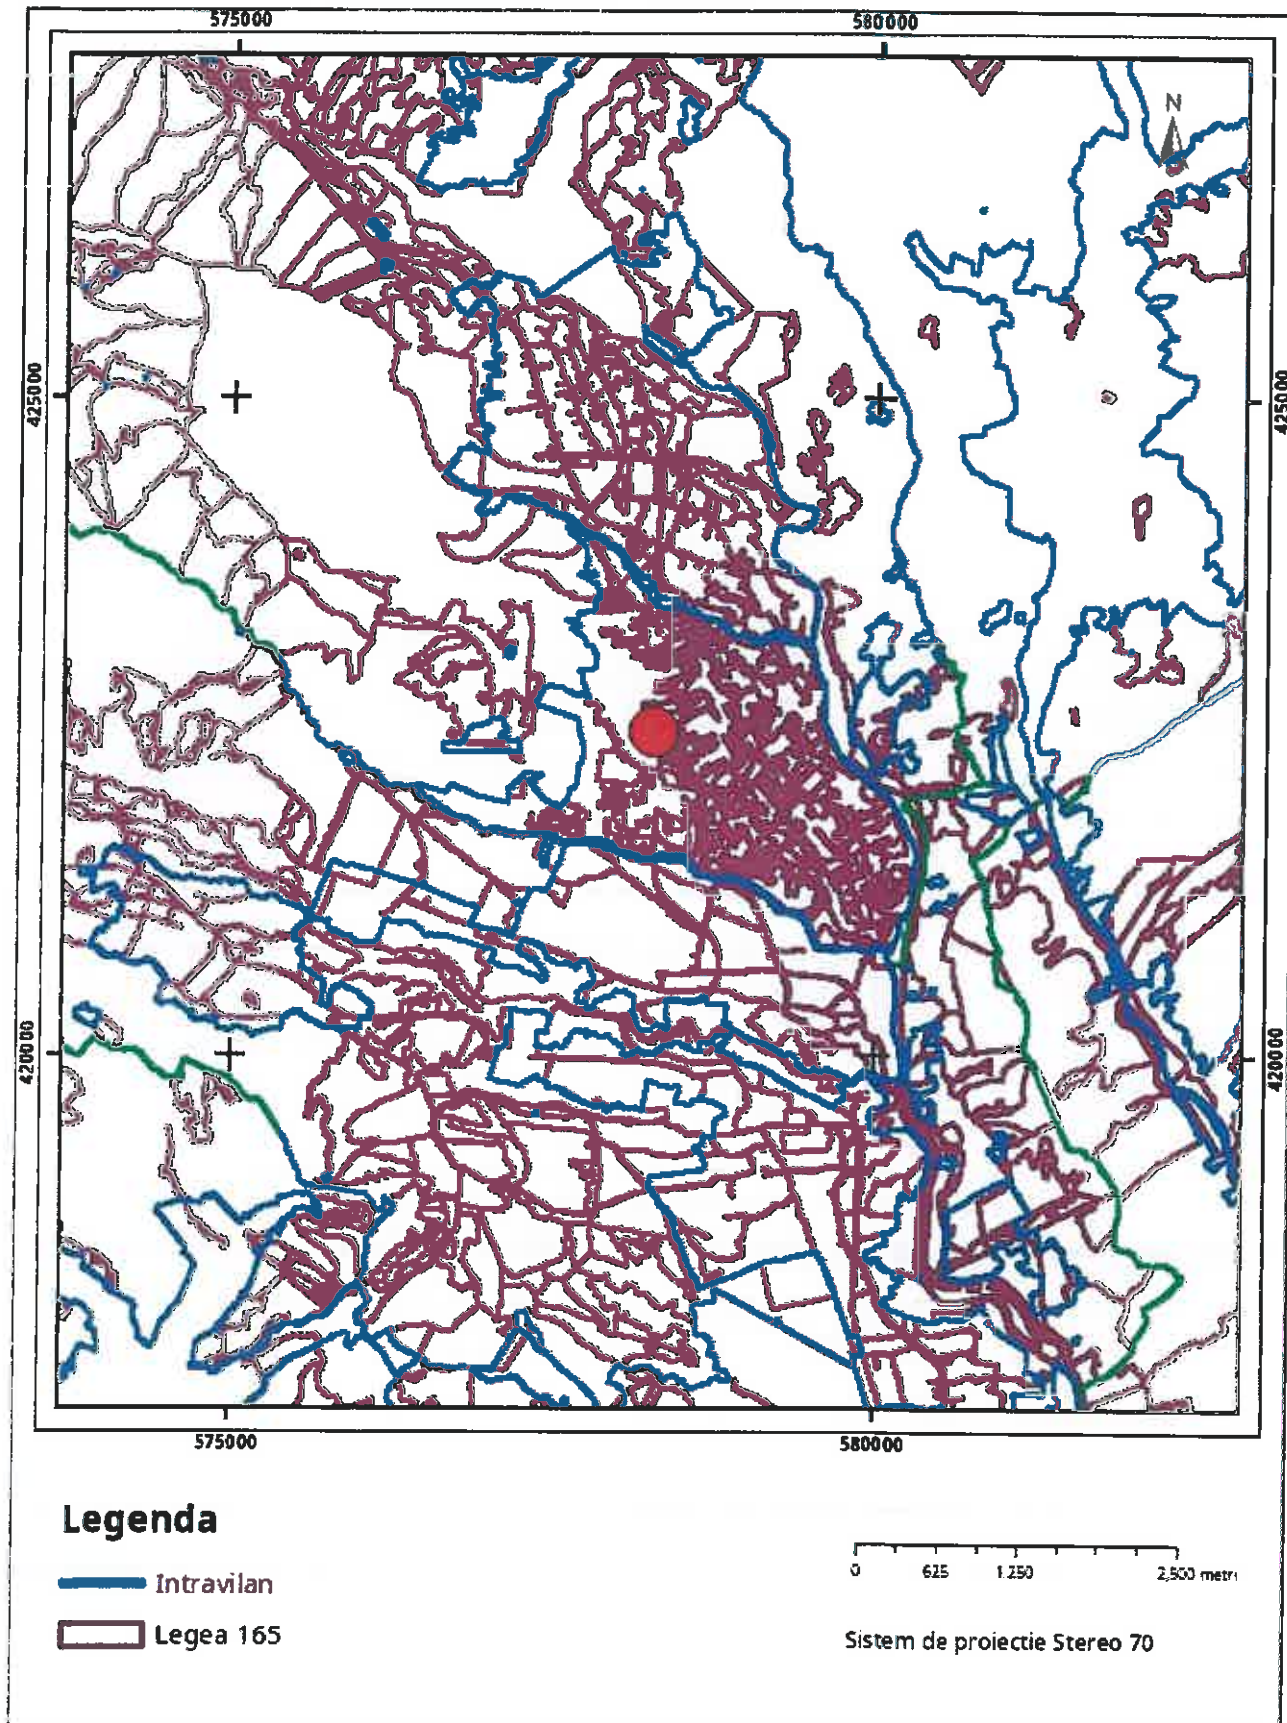 575000
580000
N
425000
425000
420000
420000
575000
580000
Legenda
Intravilan
Legea 165
0 625 1.250 2,500 metri
Sistem de proiectie Stereo 70